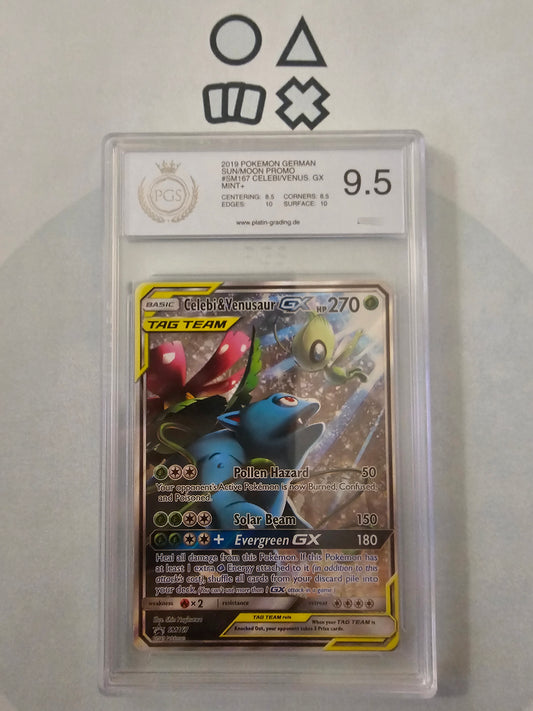 PGS
2019 POKEMON GERMAN
SUN/MOON PROMO
#SM167 CELEBI/VENUS. GX
MINT+
CENTERING: 8.5 CORNERS: 8.5
EDGES: 10 SURFACE: 10
9.5
www.platin-grading.de
BASIC Celebi&Venusaur GX HP 270
TAG TEAM
Pollen Hazard 50
Your opponent's Active Pokémon is now Burned, Confused,
and Poisoned.
Solar Beam 150
+ Evergreen GX 180
Heal all damage from this Pokémon. If this Pokémon has
at least 1 extra Energy attached to it (in addition to this
attack's cost), shuffle all cards from your discard pile into
your deck. (You can't use more than 1 GX attack in a game.)
weakness ×2 resistance retreat
TAG TEAM rule
When your TAG TEAM is
Knocked Out, your opponent takes 3 Prize cards.
Illus. Shin Nagasawa
SM167